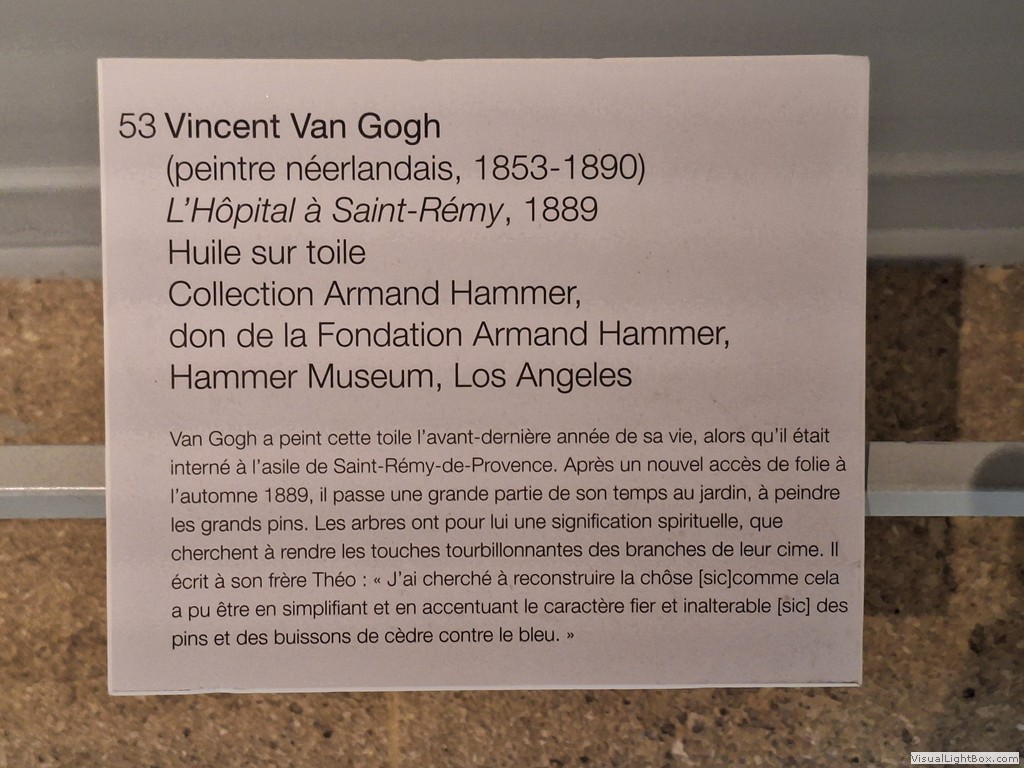 53 Vincent Van Gogh
(peintre néerlandais, 1853-1890)
L'Hôpital à Saint-Rémy, 1889
Huile sur toile
Collection Armand Hammer,
don de la Fondation Armand Hammer,
Hammer Museum, Los Angeles
Van Gogh a peint cette toile l'avant-dernière année de sa vie, alors qu'il était
interné à l'asile de Saint-Rémy-de-Provence. Après un nouvel accès de folie à
l'automne 1889, il passe une grande partie de son temps au jardin, à peindre
les grands pins. Les arbres ont pour lui une signification spirituelle, que
cherchent à rendre les touches tourbillonnantes des branches de leur cime. Il
écrit à son frère Théo : « J'ai cherché à reconstruire la chôse [sic]comme cela
a pu être en simplifiant et en accentuant le caractère fier et inalterable [sic] des
pins et des buissons de cèdre contre le bleu. »
VisualLightBox.com